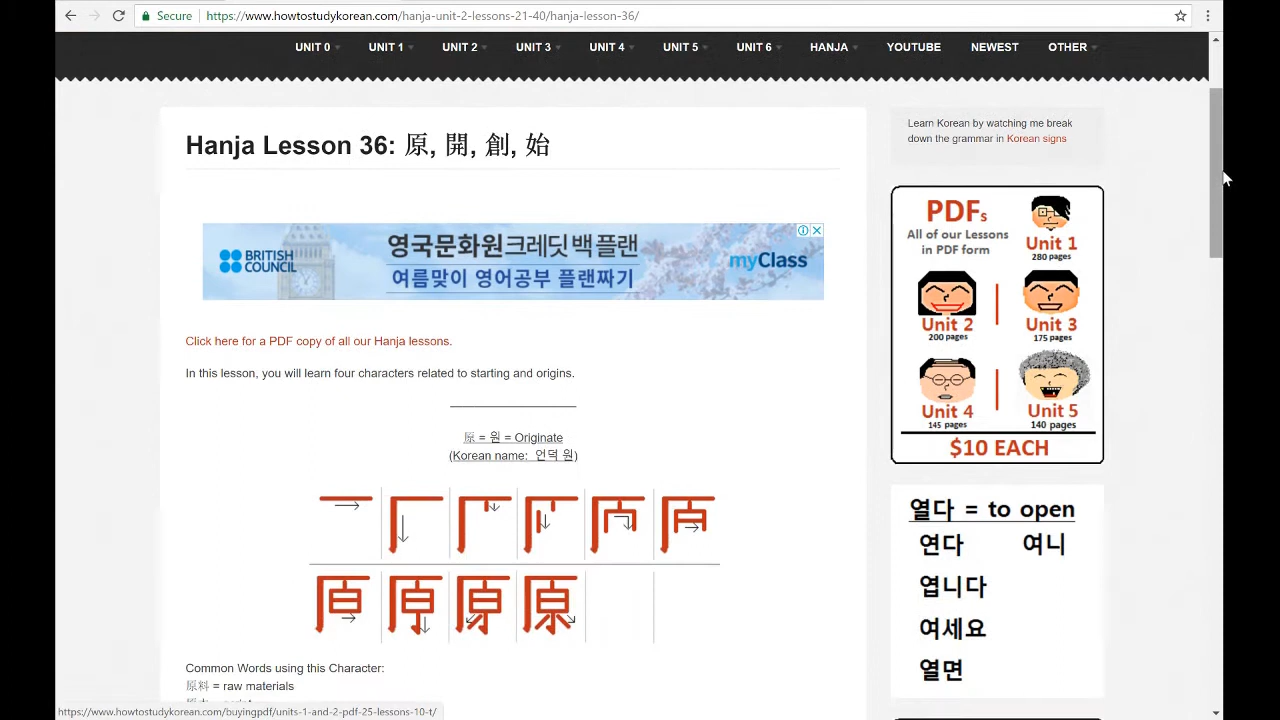 Secure
https://www.howtostudykorean.com/hanja-unit-2-lessons-21-40/hanja-lesson-36/
UNIT 0 UNIT 1 UNIT 2 UNIT 3 UNIT 4 UNIT 5 UNIT 6 HANJA YOUTUBE NEWEST OTHER
Hanja Lesson 36: 原, 開, 創, 始
BRITISH COUNCIL
영국문화원크레딧 백 플랜
여름맞이 영어공부 플랜짜기
myClass
Click here for a PDF copy of all our Hanja lessons.
In this lesson, you will learn four characters related to starting and origins.
原 = 원 = Originate
(Korean name: 언덕 원)
Common Words using this Character:
原料 = raw materials
https://www.howtostudykorean.com/buyingpdf/units-1-and-2-pdf-25-lessons-10-t/
Learn Korean by watching me break
down the grammar in Korean signs
PDFs
All of our Lessons
in PDF form
Unit 1
280 pages
Unit 2
200 pages
Unit 3
175 pages
Unit 4
145 pages
Unit 5
140 pages
$10 EACH
열다 = to open
연다 여니
엽니다
여세요
열면